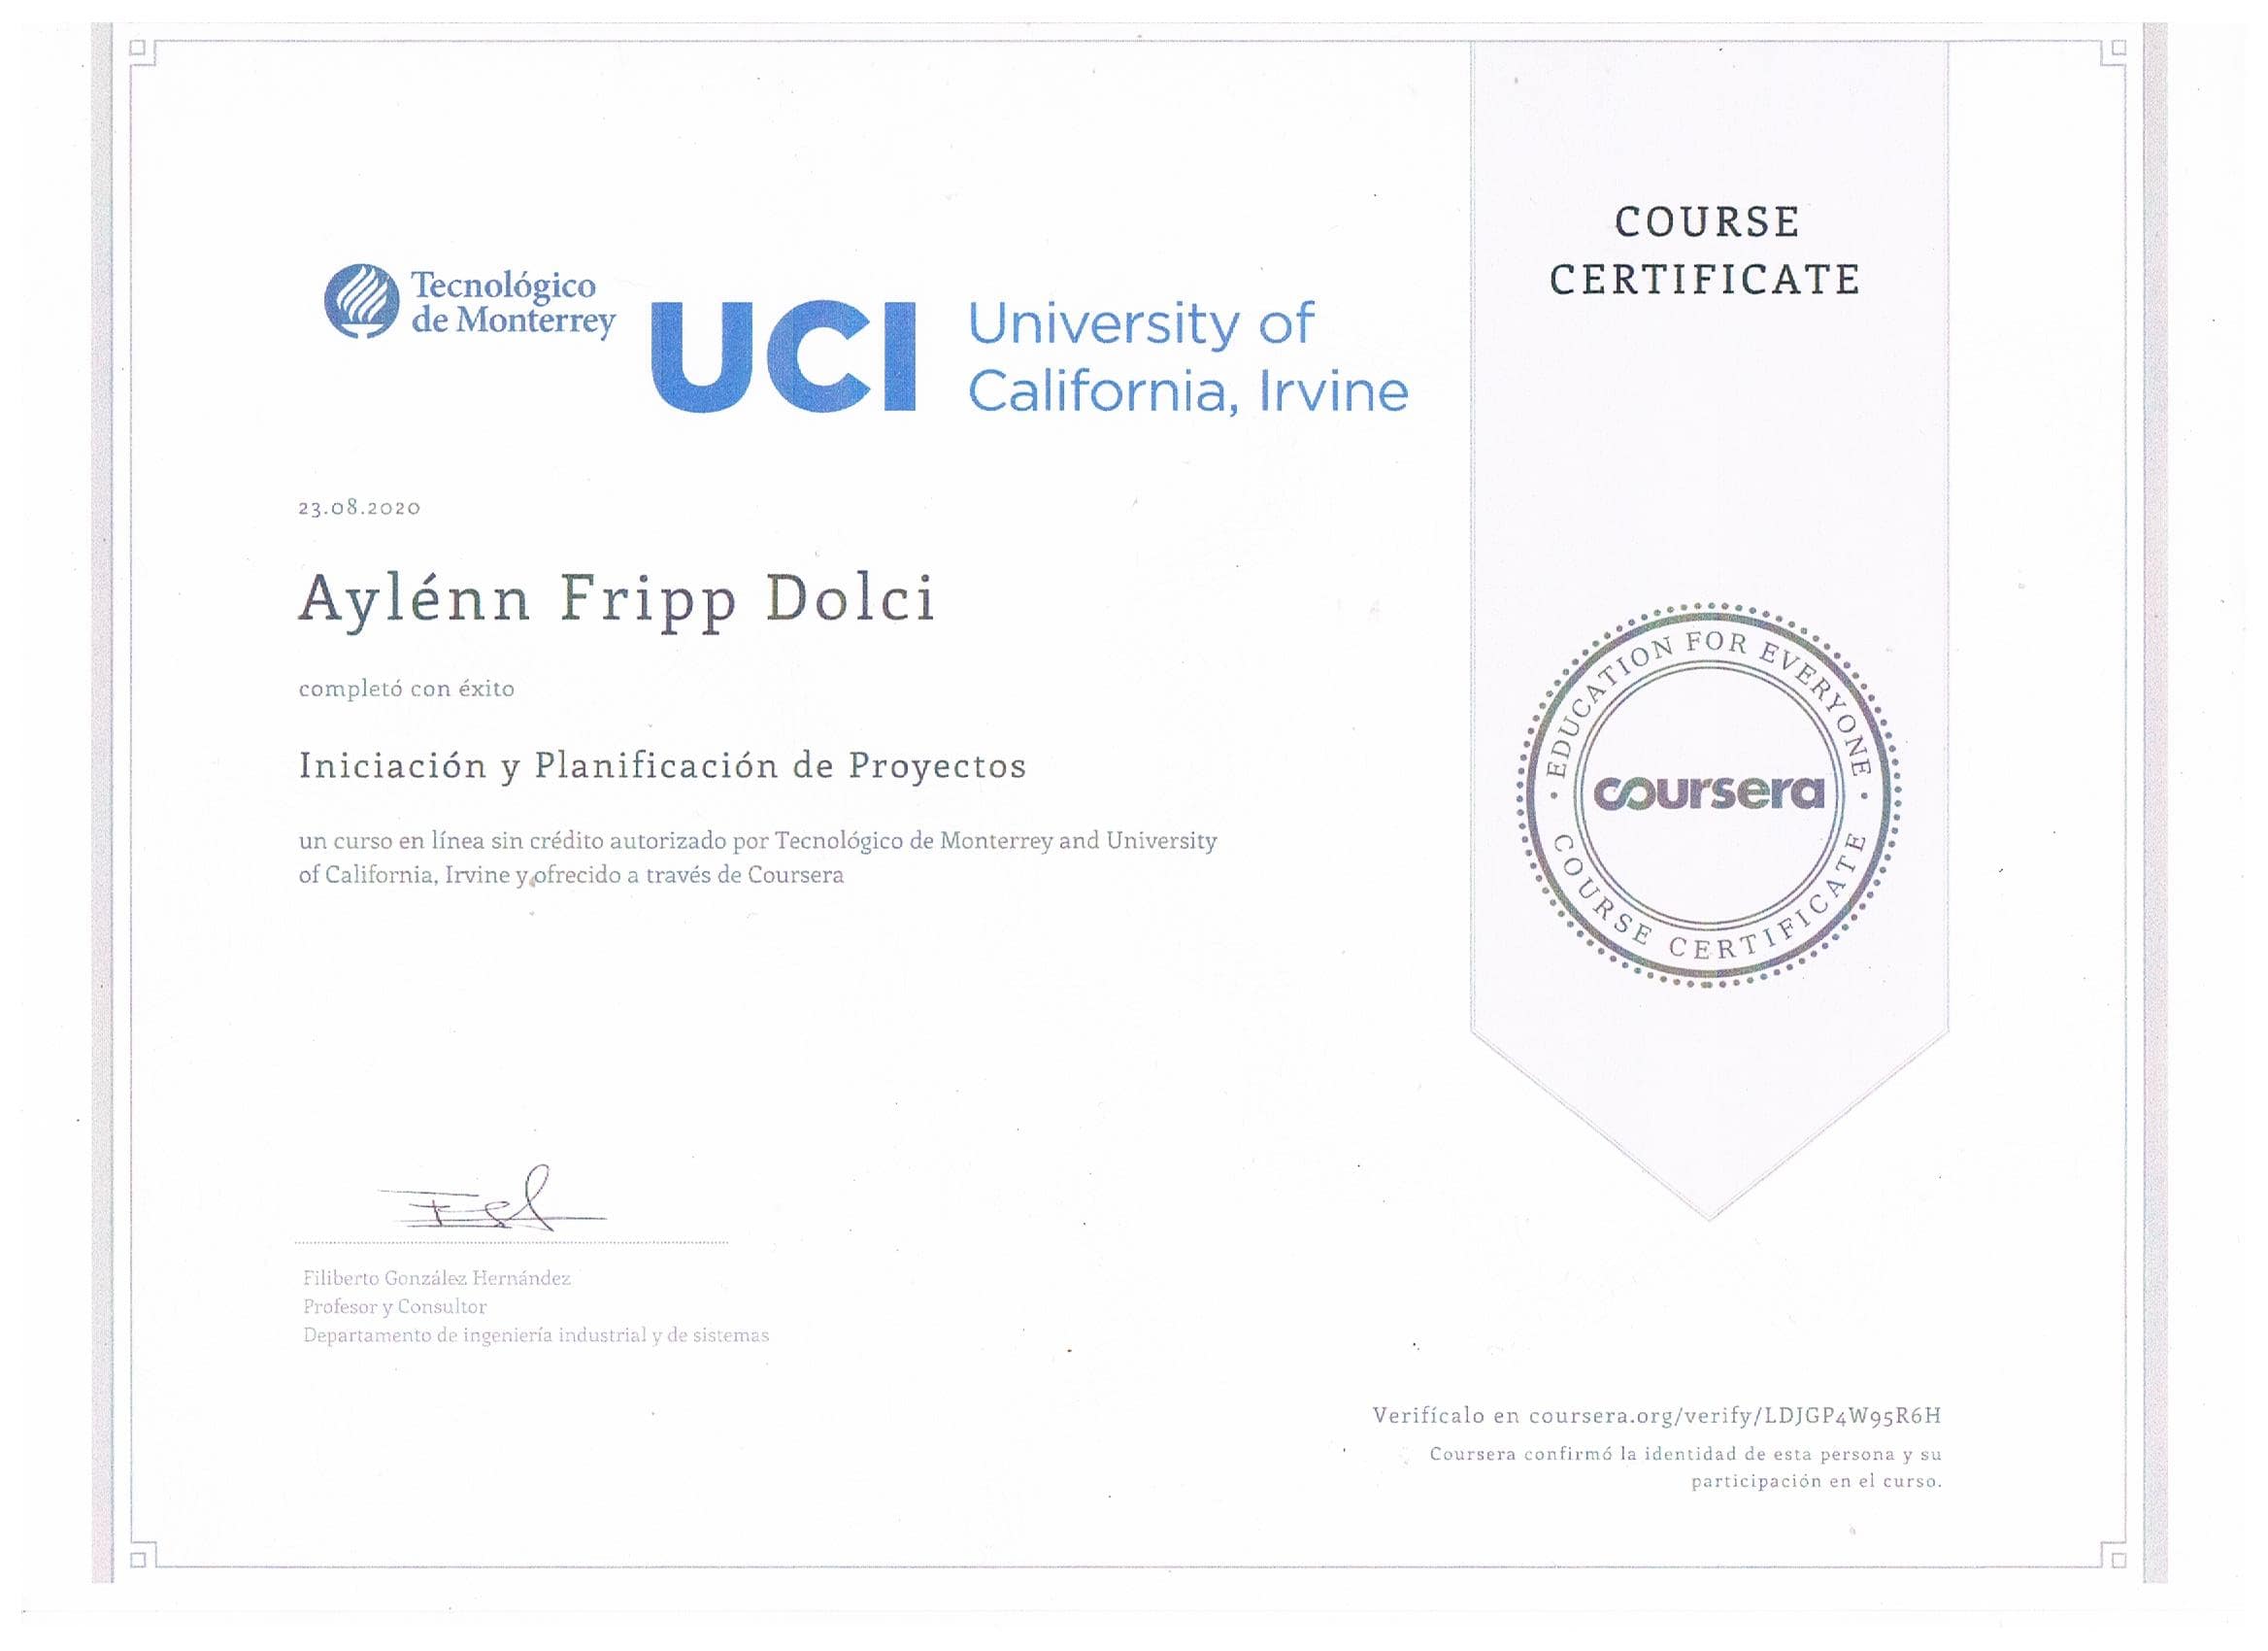 Tecnológico
de Monterrey
UCI
University of
California, Irvine
COURSE
CERTIFICATE
23.08.2020
Aylénn Fripp Dolci
completó con éxito
Iniciación y Planificación de Proyectos
un curso en línea sin crédito autorizado por Tecnológico de Monterrey and University
of California, Irvine y ofrecido a través de Coursera
EDUCATION FOR EVERYONE
coursera
COURSE CERTIFICATE
Filiberto González Hernández
Profesor y Consultor
Departamento de ingeniería industrial y de sistemas
Verifícalo en coursera.org/verify/LDJGP4W95R6H
Coursera confirmó la identidad de esta persona y su
participación en el curso.